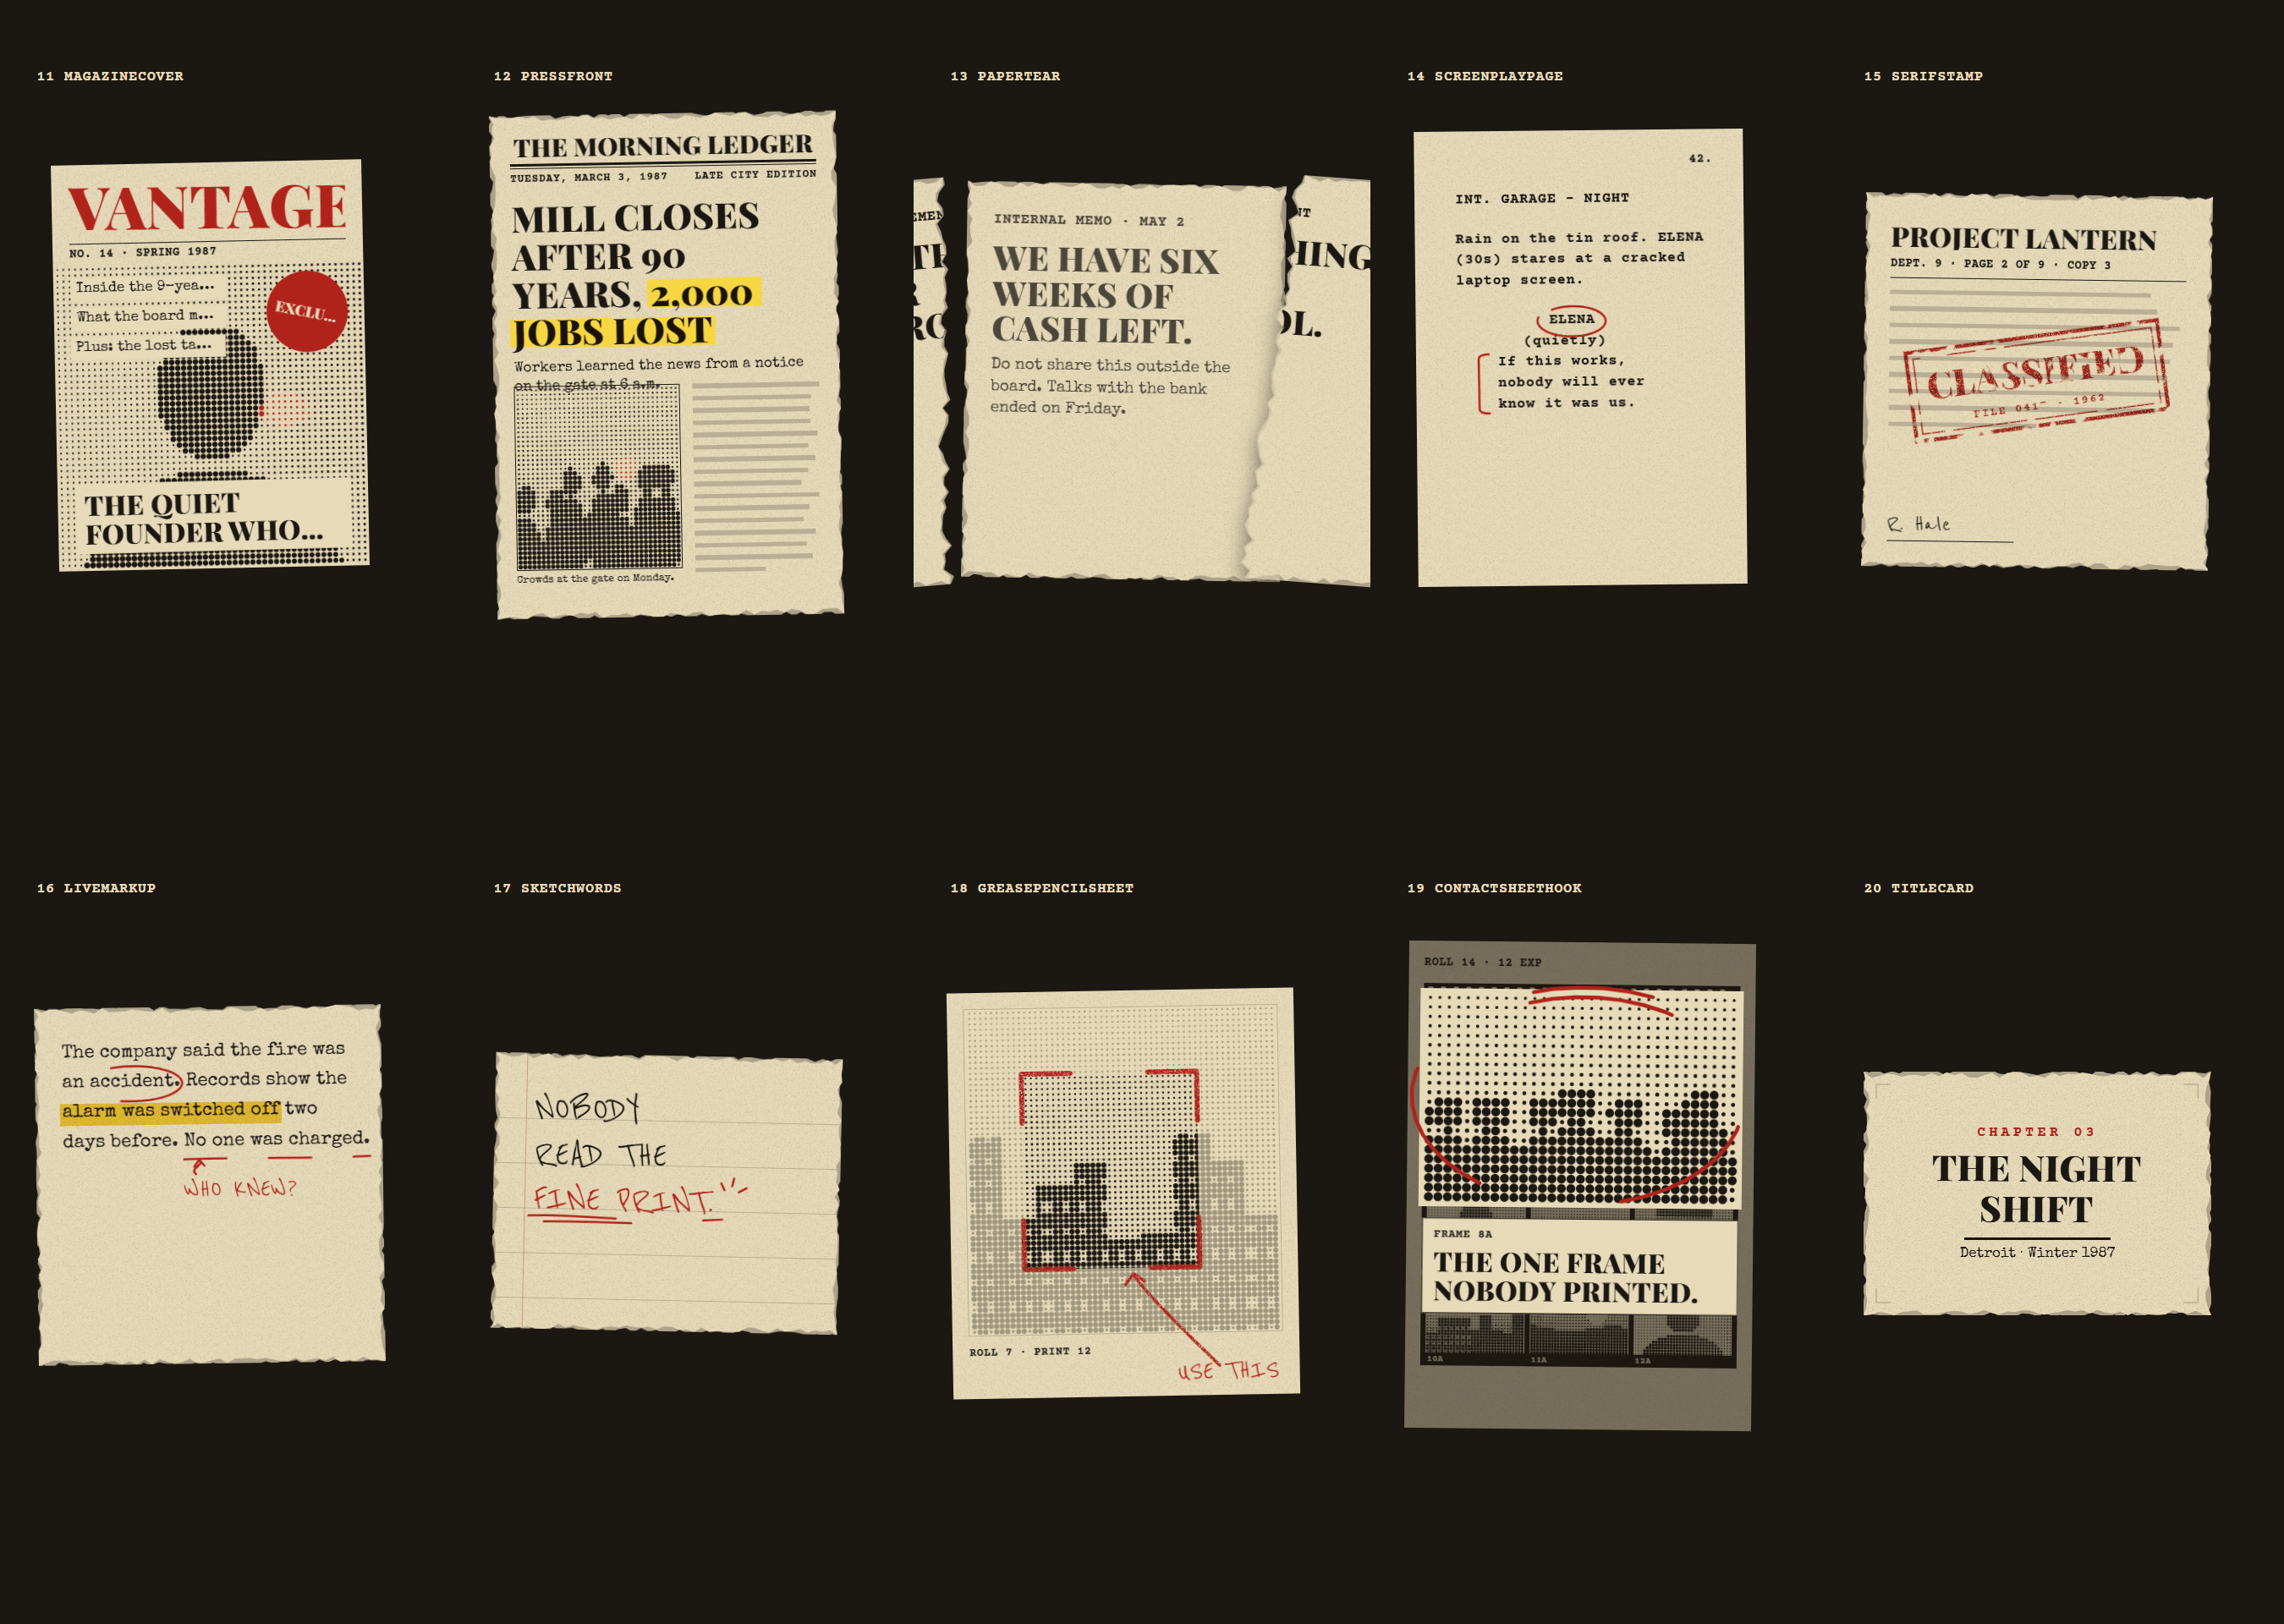 11 MAGAZINECOVER
VANTAGE
NO. 14 · SPRING 1987
Inside the 9-yea...
What the board m...
Plus: the lost ta...
EXCLU...
THE QUIET
FOUNDER WHO...
12 PRESSFRONT
THE MORNING LEDGER
TUESDAY, MARCH 3, 1987 LATE CITY EDITION
MILL CLOSES
AFTER 90
YEARS, 2,000
JOBS LOST
Workers learned the news from a notice
on the gate at 6 a.m.
Crowds at the gate on Monday.
13 PAPERTEAR
INTERNAL MEMO · MAY 2
WE HAVE SIX
WEEKS OF
CASH LEFT.
Do not share this outside the
board. Talks with the bank
ended on Friday.
14 SCREENPLAYPAGE
42.
INT. GARAGE - NIGHT
Rain on the tin roof. ELENA
(30s) stares at a cracked
laptop screen.
ELENA
(quietly)
If this works,
nobody will ever
know it was us.
15 SERIFSTAMP
PROJECT LANTERN
DEPT. 9 · PAGE 2 OF 9 · COPY 3
CLASSIFIED
FILE · 1962
R. Hale
16 LIVEMARKUP
The company said the fire was
an accident. Records show the
alarm was switched off two
days before. No one was charged.
WHO KNEW?
17 SKETCHWORDS
NOBODY
READ THE
FINE PRINT.
18 GREASEPENCILSHEET
ROLL 7 · PRINT 12
USE THIS
19 CONTACTSHEETHOOK
ROLL 14 · 12 EXP
FRAME 8A
THE ONE FRAME
NOBODY PRINTED.
10A 11A 12A
20 TITLECARD
CHAPTER 03
THE NIGHT
SHIFT
Detroit · Winter 1987